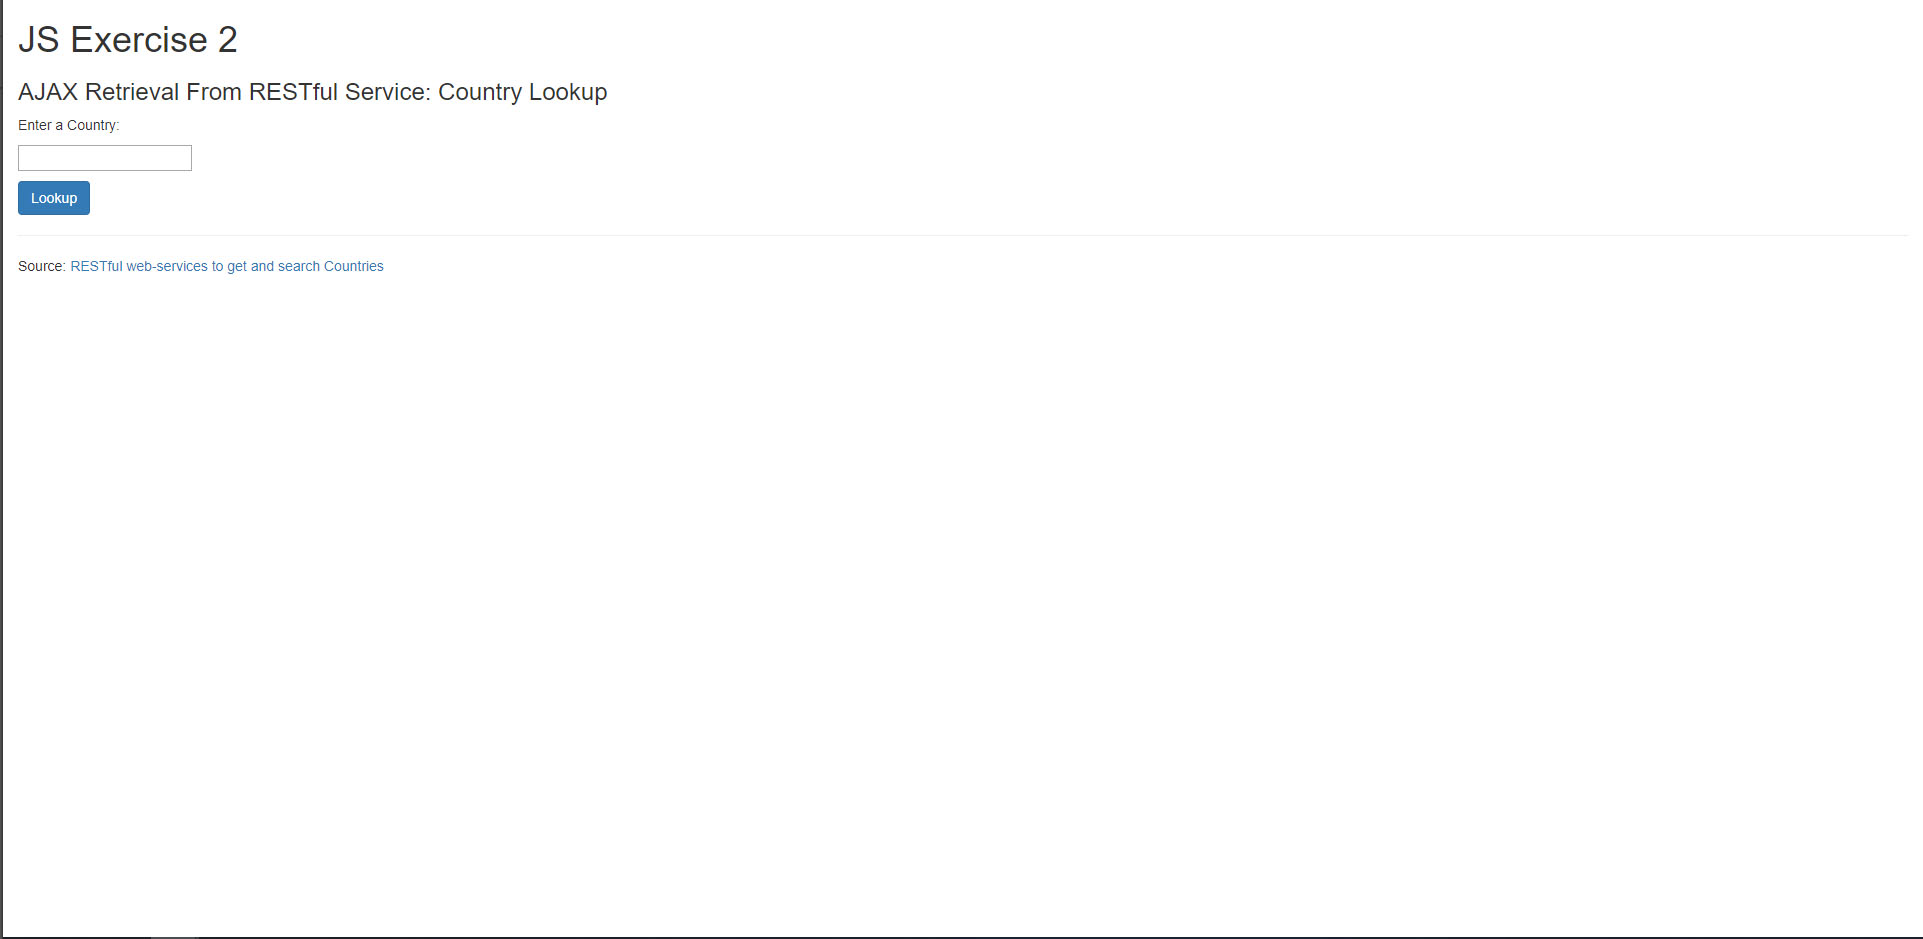 JS Exercise 2
AJAX Retrieval From RESTful Service: Country Lookup
Enter a Country:
Lookup
Source: RESTful web-services to get and search Countries